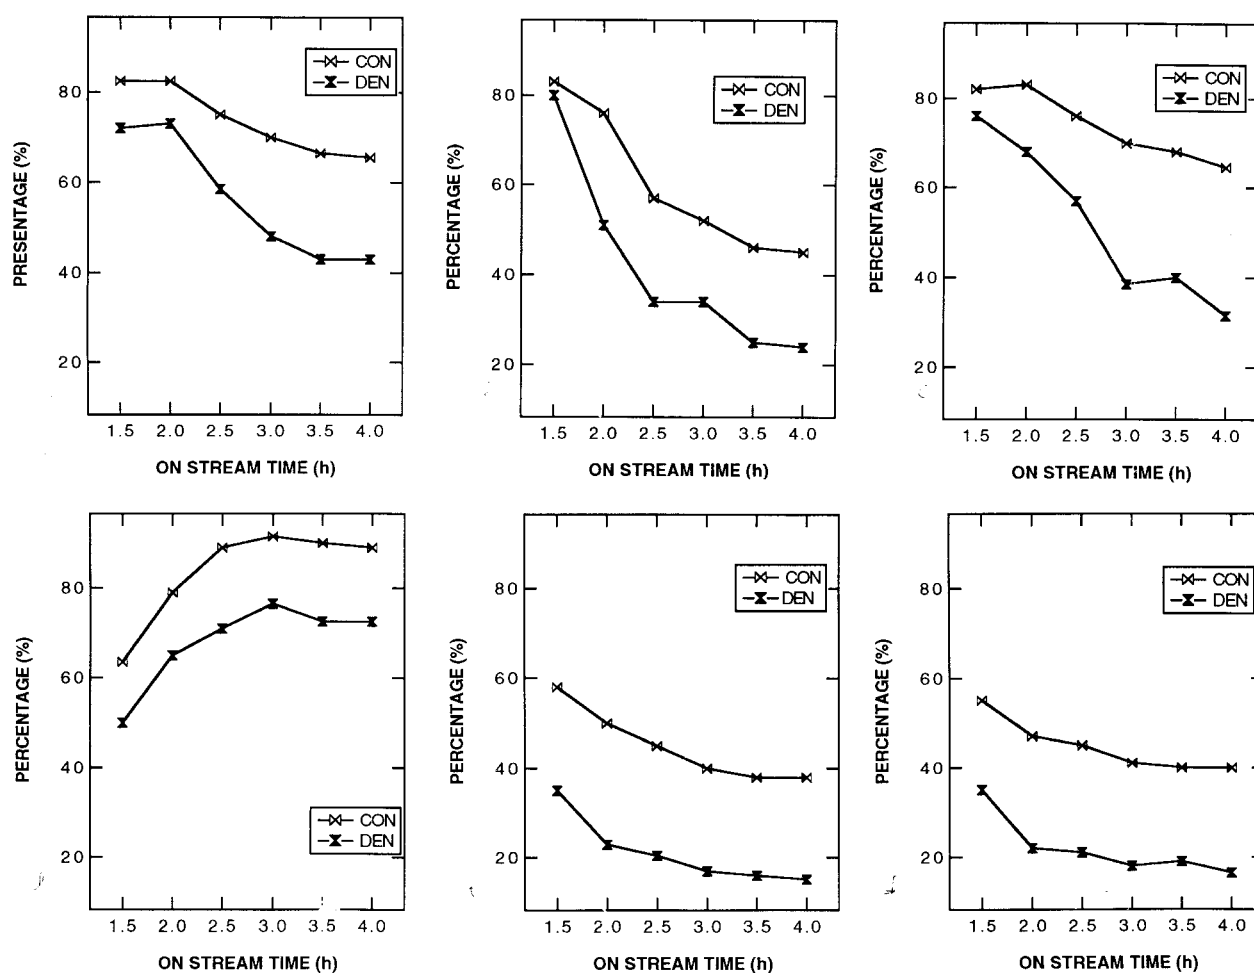 CON
DEN
PRESENTAGE (%)
80
60
40
20
1.5 2.0 2.5 3.0 3.5 4.0
ON STREAM TIME (h)
CON
DEN
PERCENTAGE (%)
80
60
40
20
1.5 2.0 2.5 3.0 3.5 4.0
ON STREAM TIME (h)
CON
DEN
PERCENTAGE (%)
80
60
40
20
1.5 2.0 2.5 3.0 3.5 4.0
ON STREAM TIME (h)
CON
DEN
PERCENTAGE (%)
80
60
40
20
1.5 2.0 2.5 3.0 3.5 4.0
ON STREAM TIME (h)
CON
DEN
PERCENTAGE (%)
80
60
40
20
1.5 2.0 2.5 3.0 3.5 4.0
ON STREAM TIME (h)
CON
DEN
PERCENTAGE (%)
80
60
40
20
1.5 2.0 2.5 3.0 3.5 4.0
ON STREAM TIME (h)